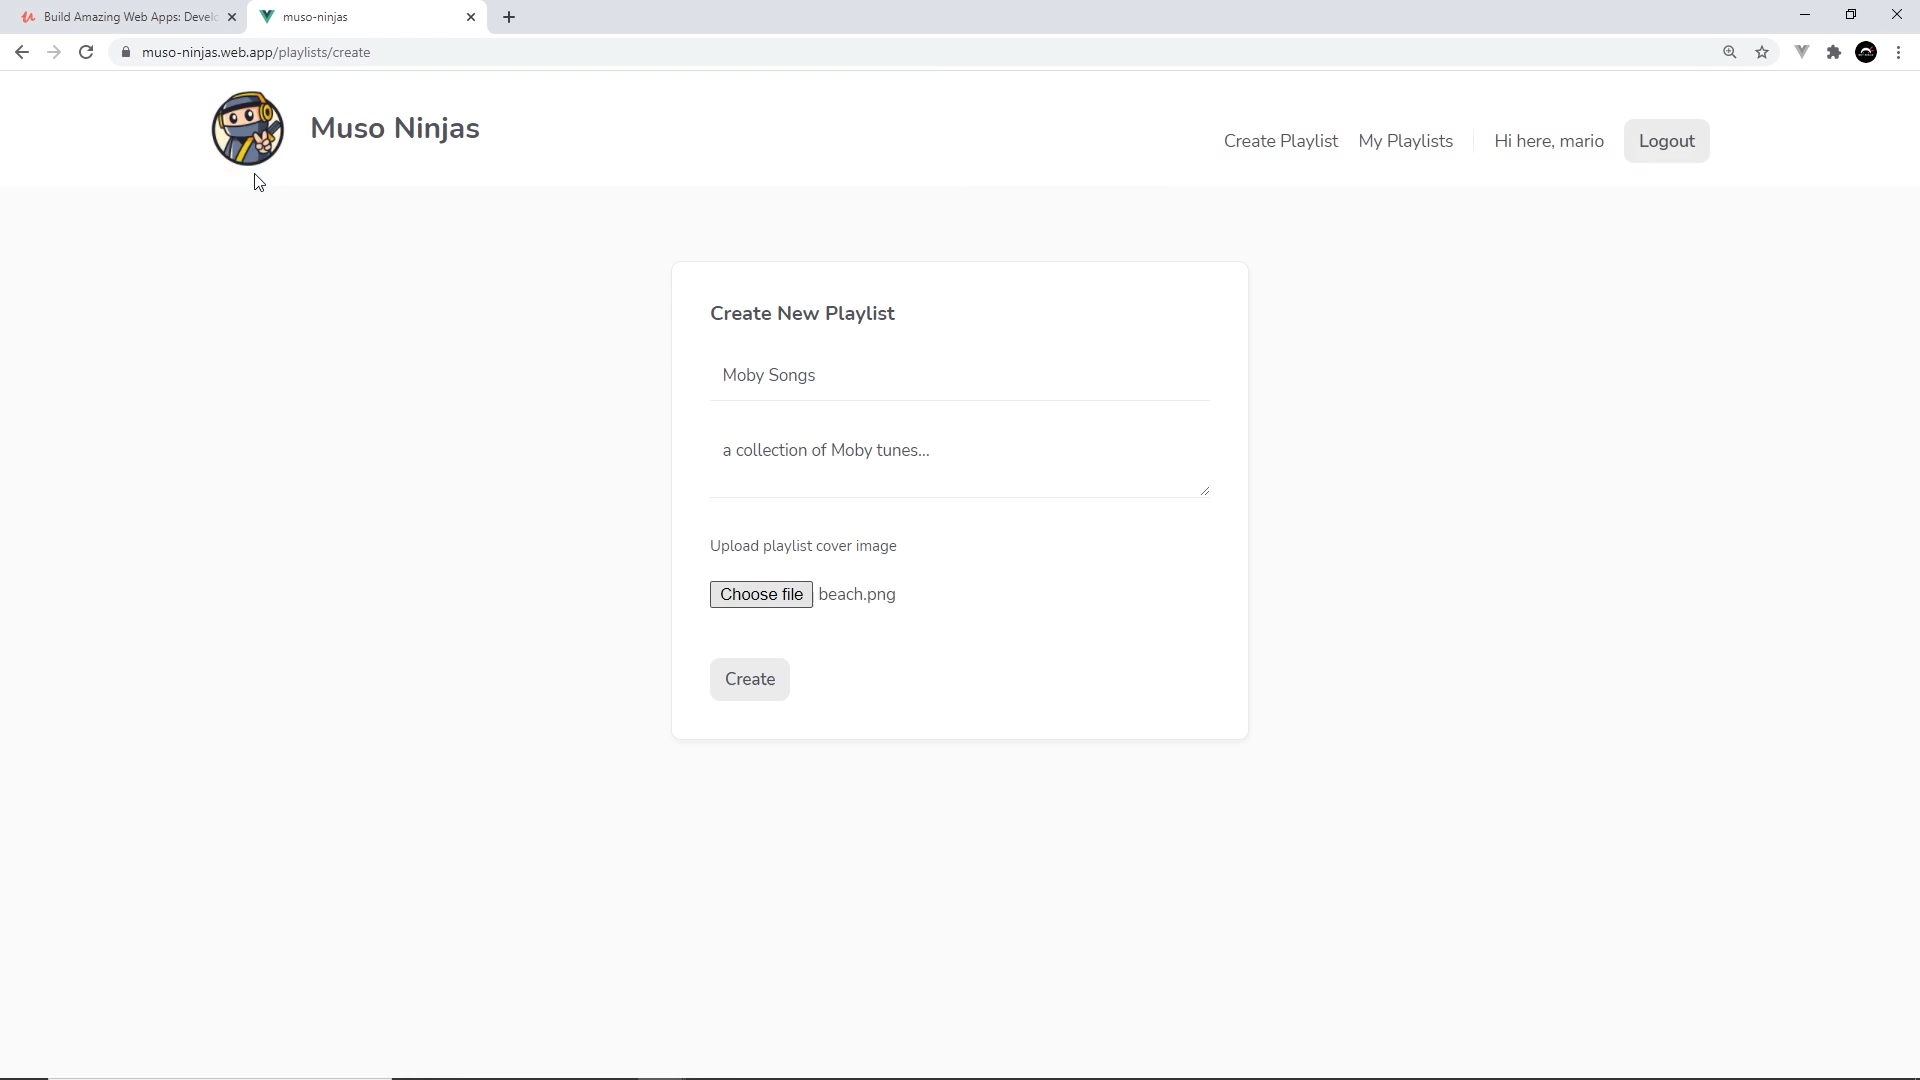 Build Amazing Web Apps: Develo
muso-ninjas
muso-ninjas.web.app/playlists/create
Muso Ninjas
Create Playlist My Playlists Hi here, mario Logout
Create New Playlist
Moby Songs
a collection of Moby tunes...
Upload playlist cover image
Choose file beach.png
Create